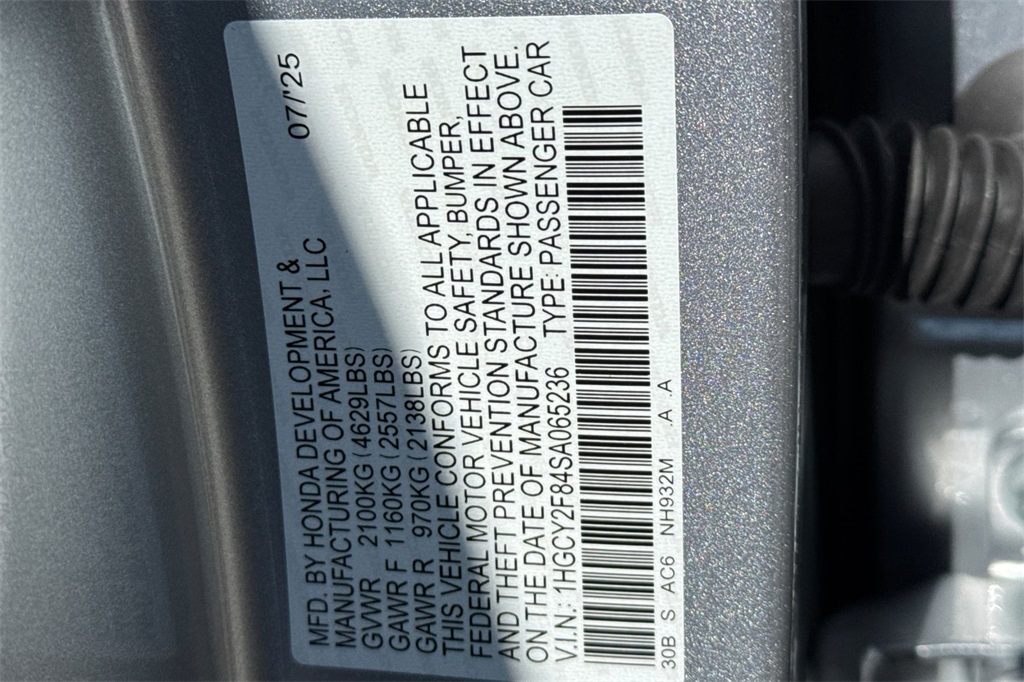 MFD. BY HONDA DEVELOPMENT & 07/'25
MANUFACTURING OF AMERICA, LLC
GVWR 2100KG (4629LBS)
GAWR F 1160KG (2557LBS)
GAWR R 970KG (2138LBS)
THIS VEHICLE CONFORMS TO ALL APPLICABLE
FEDERAL MOTOR VEHICLE SAFETY, BUMPER,
AND THEFT PREVENTION STANDARDS IN EFFECT
ON THE DATE OF MANUFACTURE SHOWN ABOVE.
V.I.N.: 1HGCY2F84SA065236 TYPE: PASSENGER CAR
30B S AC6 NH932M A A